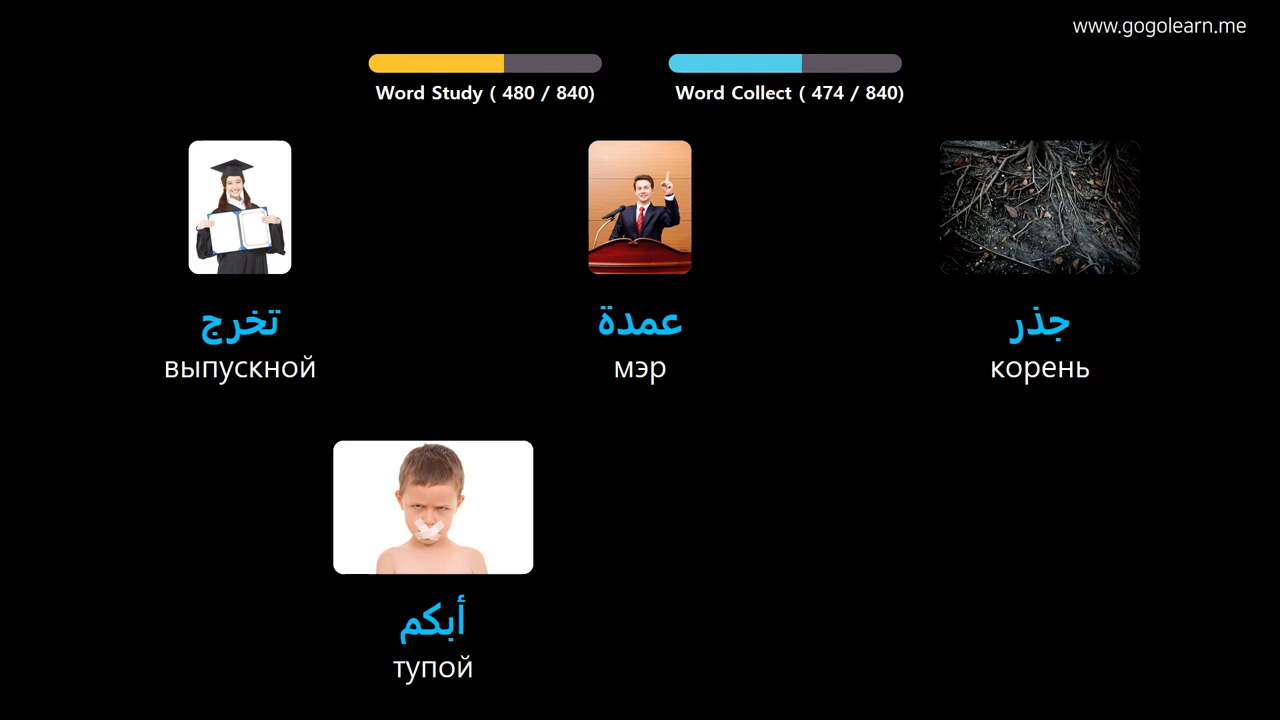 www.gogolearn.me
Word Study ( 480 / 840)
Word Collect ( 474 / 840)
تخرج
выпускной
عمدة
мэр
جذر
корень
أبكم
тупой